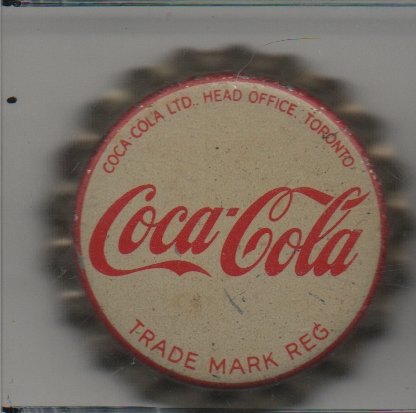 COCA-COLA LTD., HEAD OFFICE, TORONTO
Coca-Cola
TRADE MARK REG